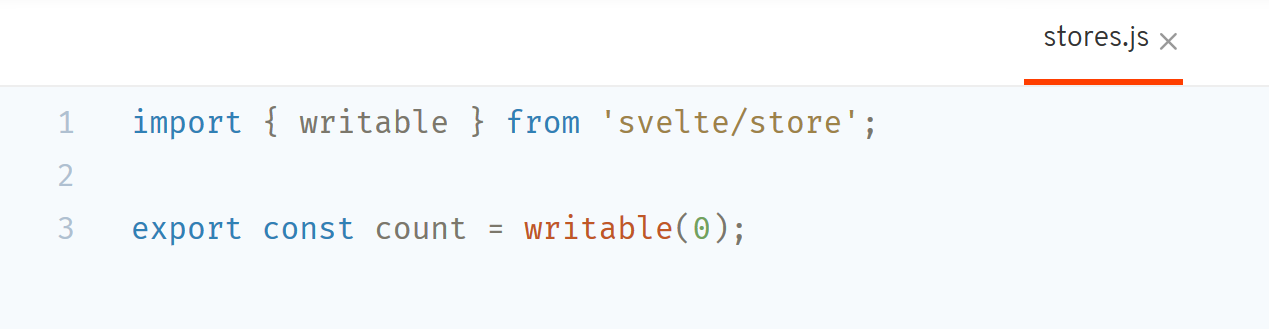 stores.js ×
1 import { writable } from 'svelte/store';
2
3 export const count = writable(0);